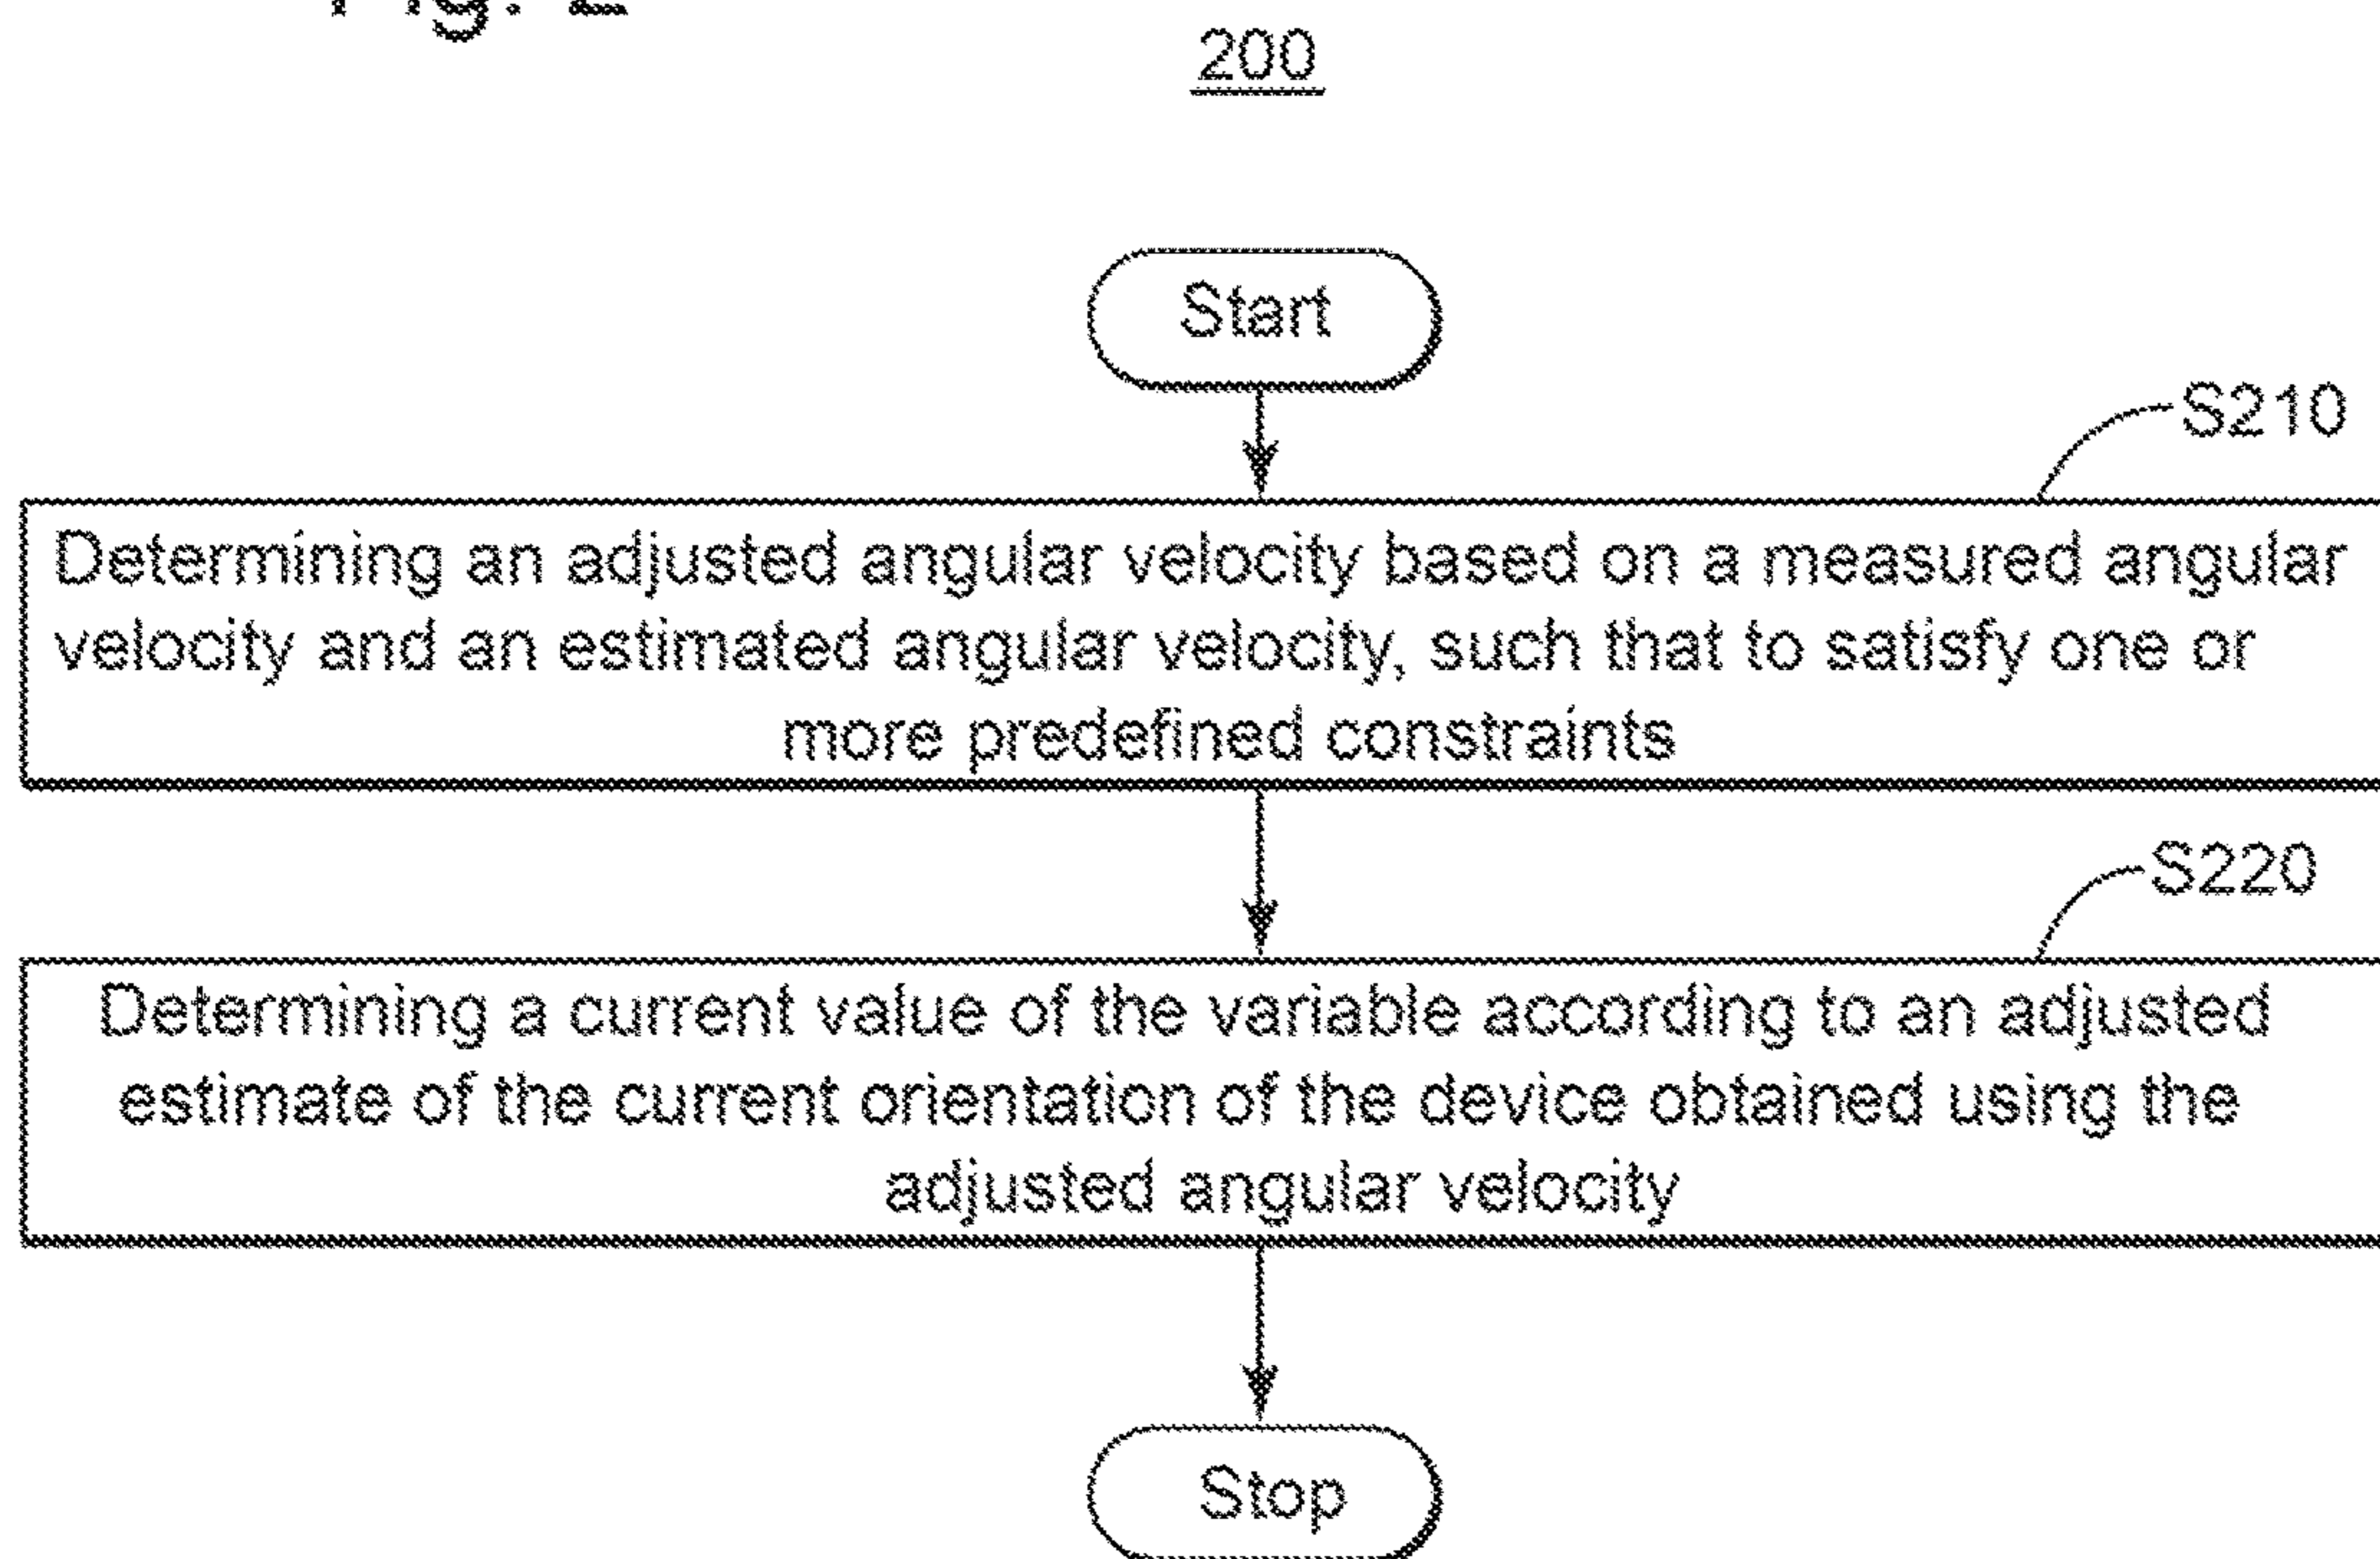 Fig. 2
200
Start
S210
Determining an adjusted angular velocity based on a measured angular
velocity and an estimated angular velocity, such that to satisfy one or
more predefined constraints
S220
Determining a current value of the variable according to an adjusted
estimate of the current orientation of the device obtained using the
adjusted angular velocity
Stop